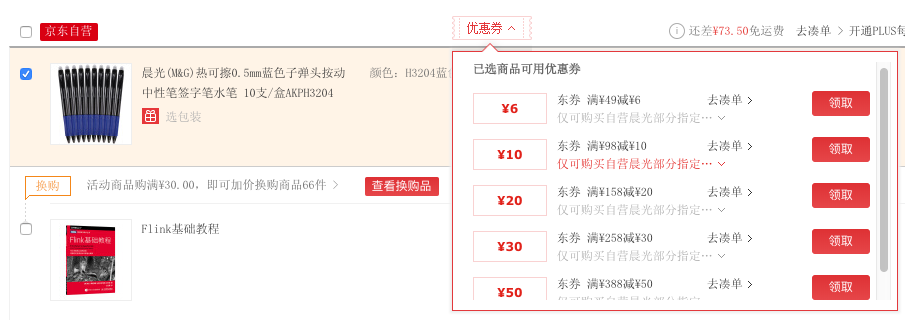 京东自营
优惠券
还差¥73.50免运费 去凑单 开通PLUS
晨光(M&G)热可擦0.5mm蓝色子弹头按动
中性笔签字笔水笔 10支/盒AKPH3204
选包装
颜色：H3204蓝
换购 活动商品购满¥30.00，即可加价换购商品66件
查看换购品
Flink基础教程
Flink基础教程
已选商品可用优惠券
¥6 东券 满¥49减¥6 去凑单 领取
仅可购买自营晨光部分指定…
¥10 东券 满¥98减¥10 去凑单 领取
仅可购买自营晨光部分指定…
¥20 东券 满¥158减¥20 去凑单 领取
仅可购买自营晨光部分指定…
¥30 东券 满¥258减¥30 去凑单 领取
仅可购买自营晨光部分指定…
¥50 东券 满¥388减¥50 去凑单 领取